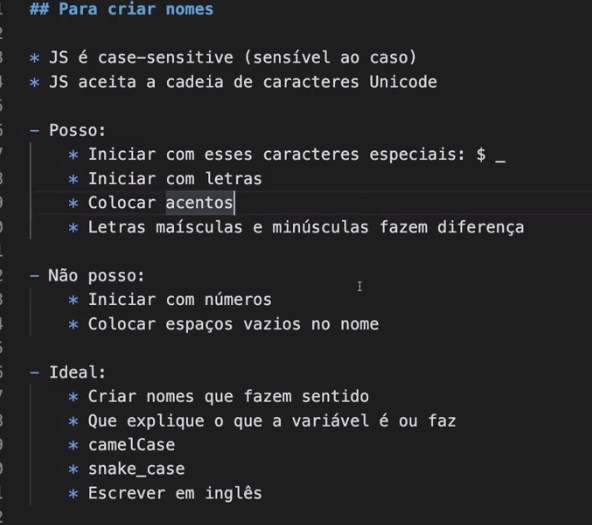 ## Para criar nomes
* JS é case-sensitive (sensível ao caso)
* JS aceita a cadeia de caracteres Unicode
- Posso:
* Iniciar com esses caracteres especiais: $ _
* Iniciar com letras
* Colocar acentos
* Letras maísculas e minúsculas fazem diferença
- Não posso:
* Iniciar com números
* Colocar espaços vazios no nome
- Ideal:
* Criar nomes que fazem sentido
* Que explique o que a variável é ou faz
* camelCase
* snake_case
* Escrever em inglês